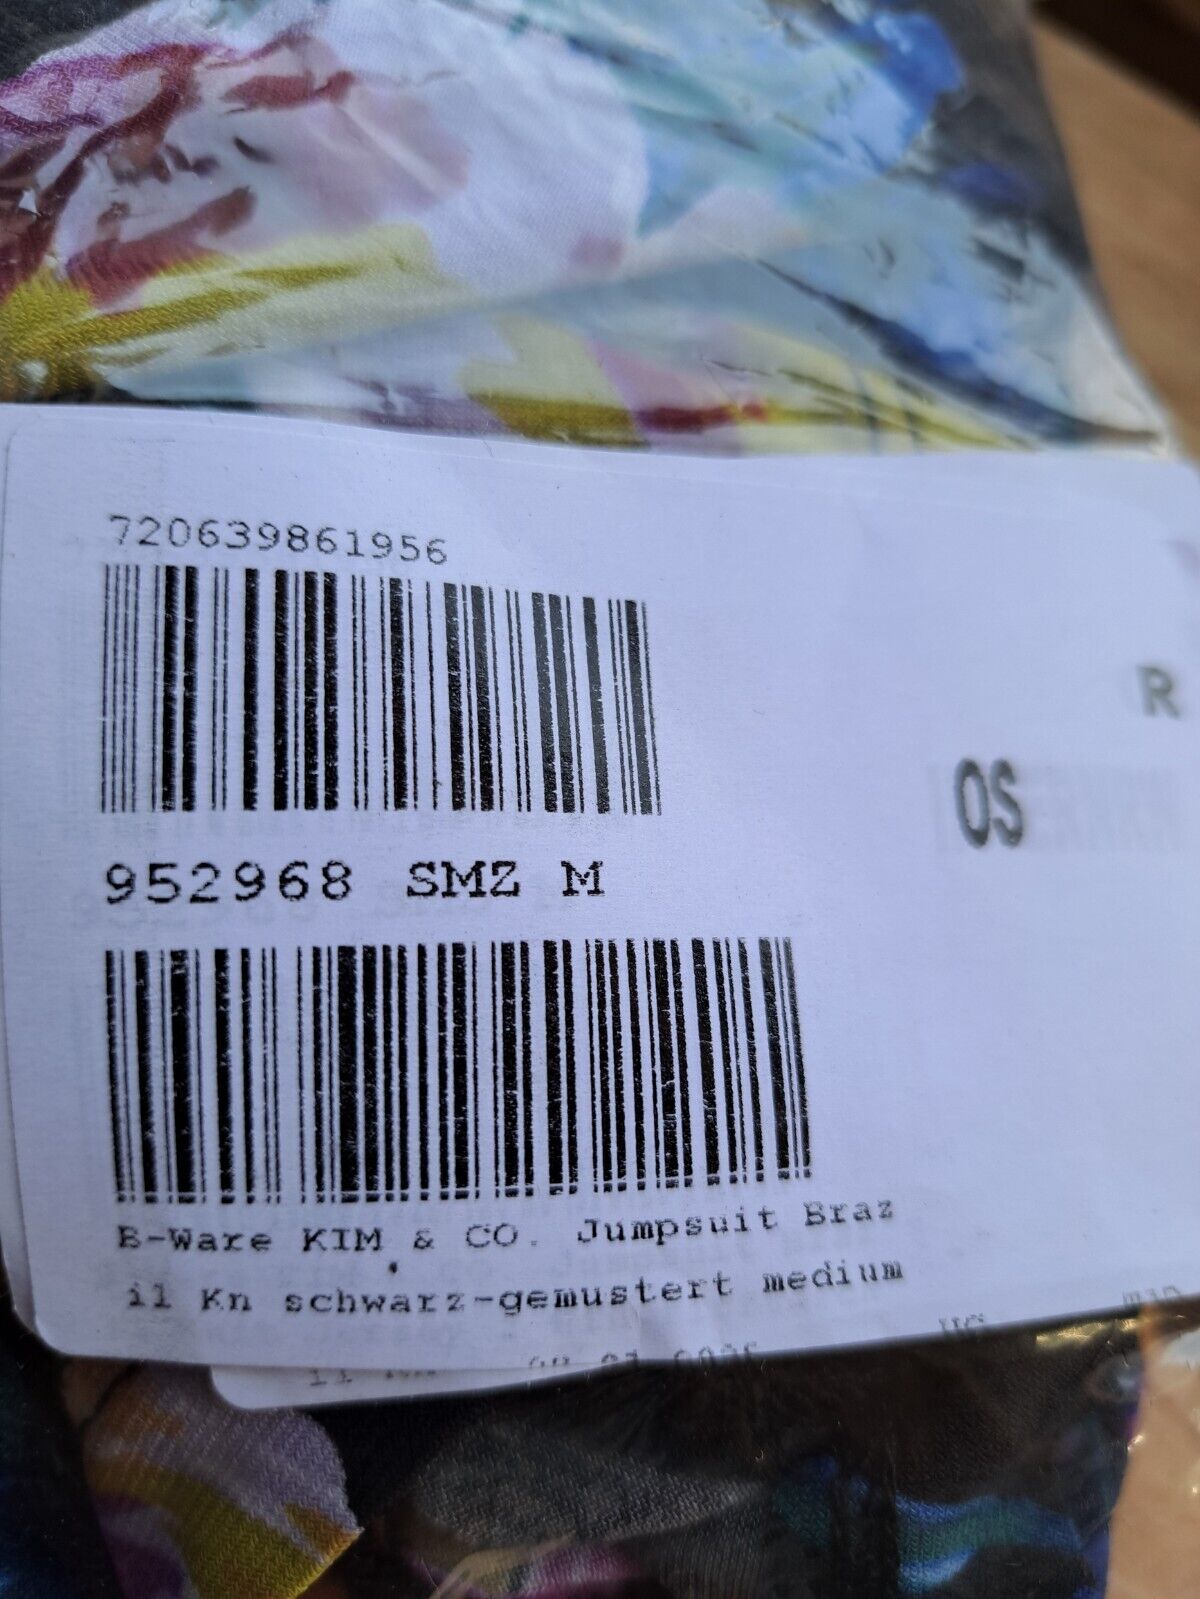 720639861956
R
OS
952968 SMZ M
B-Ware KIM & CO. Jumpsuit Braz
il Kn schwarz-gemustert medium